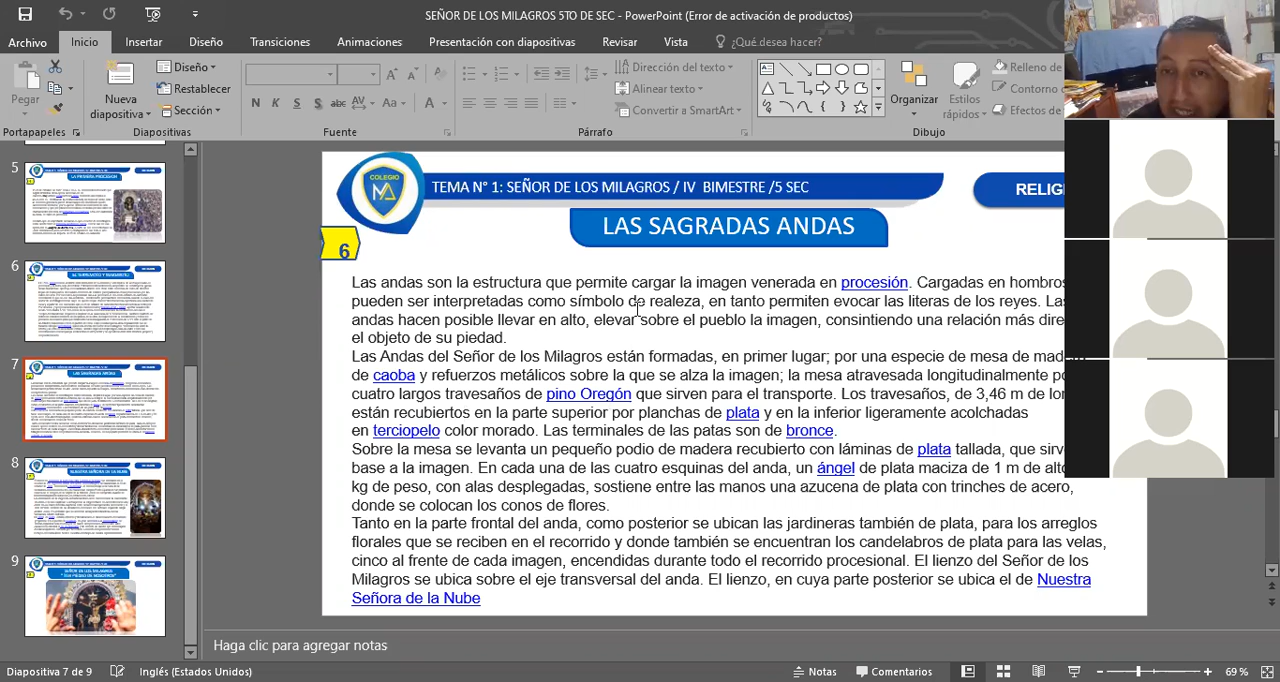 SEÑOR DE LOS MILAGROS 5TO DE SEC - PowerPoint (Error de activación de productos)
Archivo Inicio Insertar Diseño Transiciones Animaciones Presentación con diapositivas Revisar Vista ¿Qué desea hacer?
Pegar
Nueva diapositiva
Diseño
Restablecer
Sección
N K S S abc AV Aa A
Dirección del texto
Alinear texto
Convertir a SmartArt
Organizar
Estilos rápidos
Relleno de
Contorno
Efectos de
Portapapeles Diapositivas Fuente Párrafo Dibujo
5
6
7
8
9
COLEGIO
MA
TEMA N° 1: SEÑOR DE LOS MILAGROS / IV BIMESTRE/5 SEC
RELIG
LAS SAGRADAS ANDAS
6
Las andas son la estructura que permite cargar la imagen venerada en procesión. Cargadas en hombros
pueden ser interpretadas como símbolo de realeza, en tanto permiten revocar las literas de los reyes. Las
andas hacen posible llevar en alto, elevar sobre el pueblo la imagen, consintiendo una relación más dire
el objeto de su piedad.
Las Andas del Señor de los Milagros están formadas, en primer lugar; por una especie de mesa de mad
de caoba y refuerzos metálicos sobre la que se alza la imagen, mesa atravesada longitudinalmente po
cuatro largos travesaños de pino Oregón que sirven para llevarla. Los travesaños, de 3,46 m de lon
están recubiertos en la parte superior por planchas de plata y en la inferior ligeramente acolchadas
en terciopelo color morado. Los terminales de las patas son de bronce.
Sobre la mesa se levanta un pequeño podio de madera recubierto con láminas de plata tallada, que sirv
base a la imagen. En cada una de las cuatro esquinas del anda, un ángel de plata maciza de 1 m de alto
kg de peso, con alas desplegadas, sostiene entre las manos una azucena de plata con trinches de acero,
donde se colocan los ramos de flores.
Tanto en la parte anterior del anda, como posterior se ubican las jardineras también de plata, para los arreglos
florales que se reciben en el recorrido y donde también se encuentran los candelabros de plata para las velas,
cinco al frente de cada imagen, encendidas durante todo el recorrido procesional. El lienzo del Señor de los
Milagros se ubica sobre el eje transversal del anda. El lienzo, en cuya parte posterior se ubica el de Nuestra
Señora de la Nube
Haga clic para agregar notas
Diapositiva 7 de 9 Inglés (Estados Unidos) Notas Comentarios 69 %